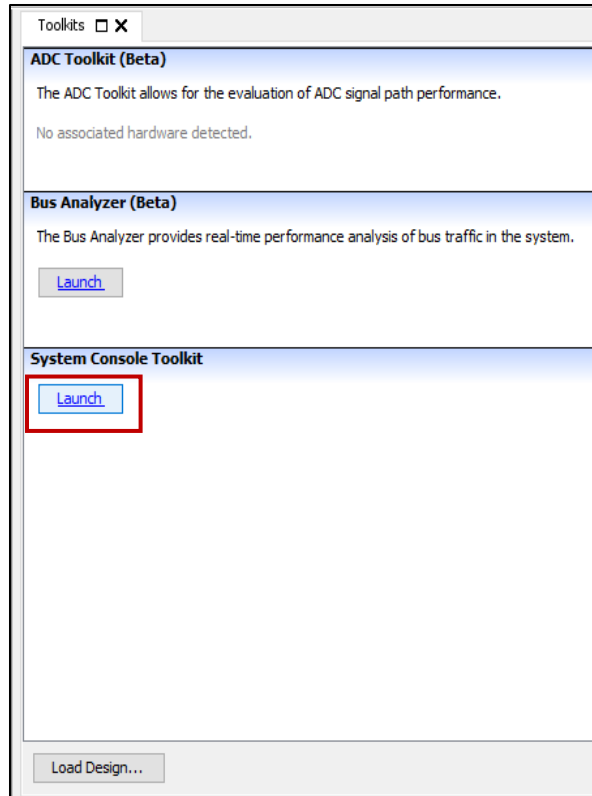 Toolkits
ADC Toolkit (Beta)
The ADC Toolkit allows for the evaluation of ADC signal path performance.
No associated hardware detected.
Bus Analyzer (Beta)
The Bus Analyzer provides real-time performance analysis of bus traffic in the system.
Launch
System Console Toolkit
Launch
Load Design...